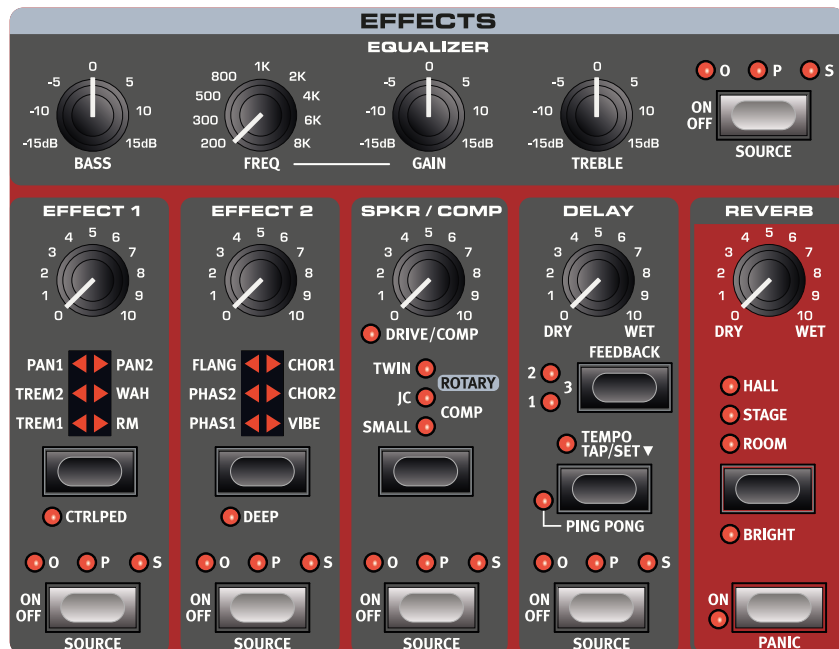 EFFECTS
EQUALIZER
-15dB -10 -5 0 5 10 15dB
BASS
200 300 500 800 1K 2K 4K 6K 8K
FREQ
-15dB -10 -5 0 5 10 15dB
GAIN
-15dB -10 -5 0 5 10 15dB
TREBLE
O P S
ON
OFF
SOURCE
EFFECT 1
0 1 2 3 4 5 6 7 8 9 10
PAN1 PAN2
TREM2 WAH
TREM1 RM
CTRLPED
O P S
ON
OFF
SOURCE
EFFECT 2
0 1 2 3 4 5 6 7 8 9 10
FLANG CHOR1
PHAS2 CHOR2
PHAS1 VIBE
DEEP
O P S
ON
OFF
SOURCE
SPKR / COMP
0 1 2 3 4 5 6 7 8 9 10
DRIVE/COMP
TWIN
ROTARY
JC
COMP
SMALL
O P S
ON
OFF
SOURCE
DELAY
0 1 2 3 4 5 6 7 8 9 10
DRY WET
FEEDBACK
2
3
1
TEMPO
TAP/SET ▼
PING PONG
O P S
ON
OFF
SOURCE
REVERB
0 1 2 3 4 5 6 7 8 9 10
DRY WET
HALL
STAGE
ROOM
BRIGHT
ON
PANIC